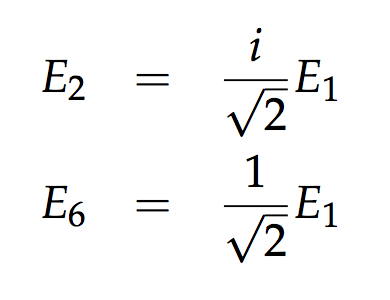 E₂ = i/√2 E₁
E₆ = 1/√2 E₁